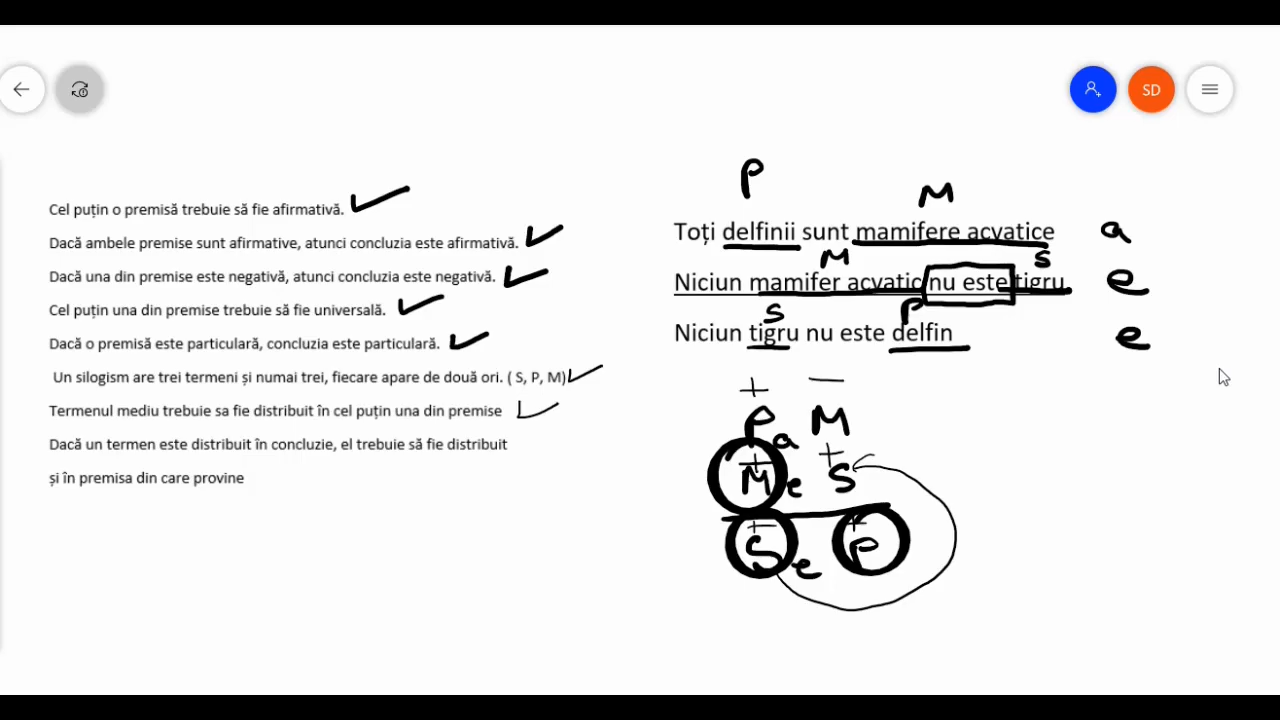 SD
Cel puțin o premisă trebuie să fie afirmativă.
Dacă ambele premise sunt afirmative, atunci concluzia este afirmativă.
Dacă una din premise este negativă, atunci concluzia este negativă.
Cel puțin una din premise trebuie să fie universală.
Dacă o premisă este particulară, concluzia este particulară.
Un silogism are trei termeni și numai trei, fiecare apare de două ori. ( S, P, M)
Termenul mediu trebuie sa fie distribuit în cel puțin una din premise
Dacă un termen este distribuit în concluzie, el trebuie să fie distribuit
și în premisa din care provine
P M
Toți delfinii sunt mamifere acvatice a
M S
Niciun mamifer acvatic nu este tigru e
S P
Niciun tigru nu este delfin e
+ −
P a M
+ +
M e S
+ +
S e P